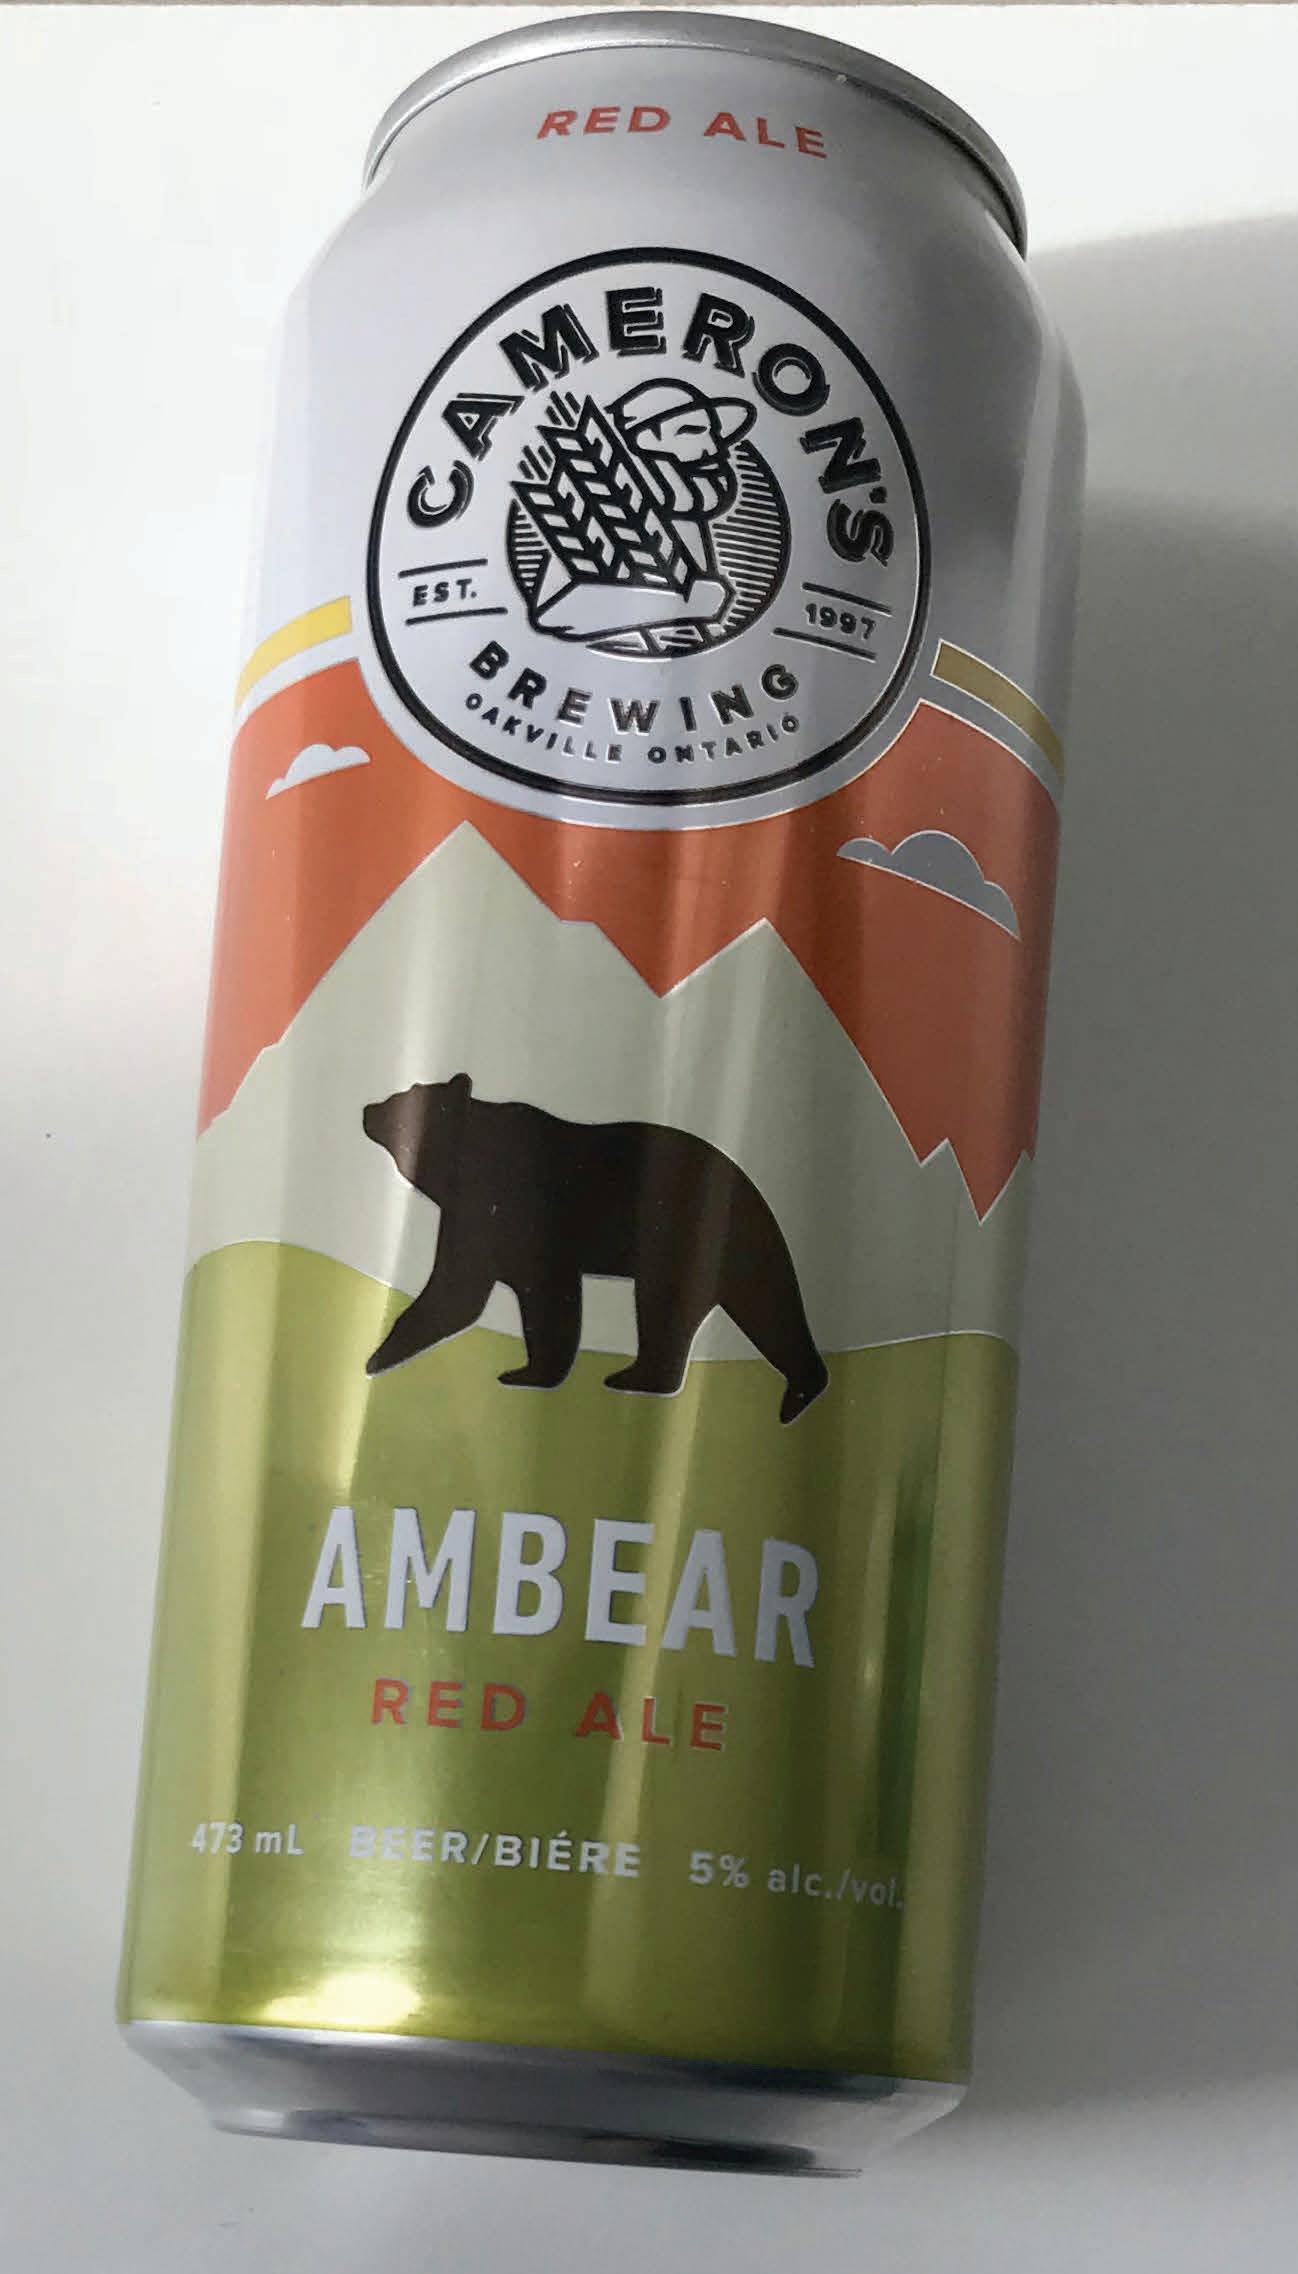 RED ALE
CAMERON'S
EST. 1997
BREWING
OAKVILLE ONTARIO
AMBEAR
RED ALE
473 mL BEER/BIÉRE 5% alc./vol.